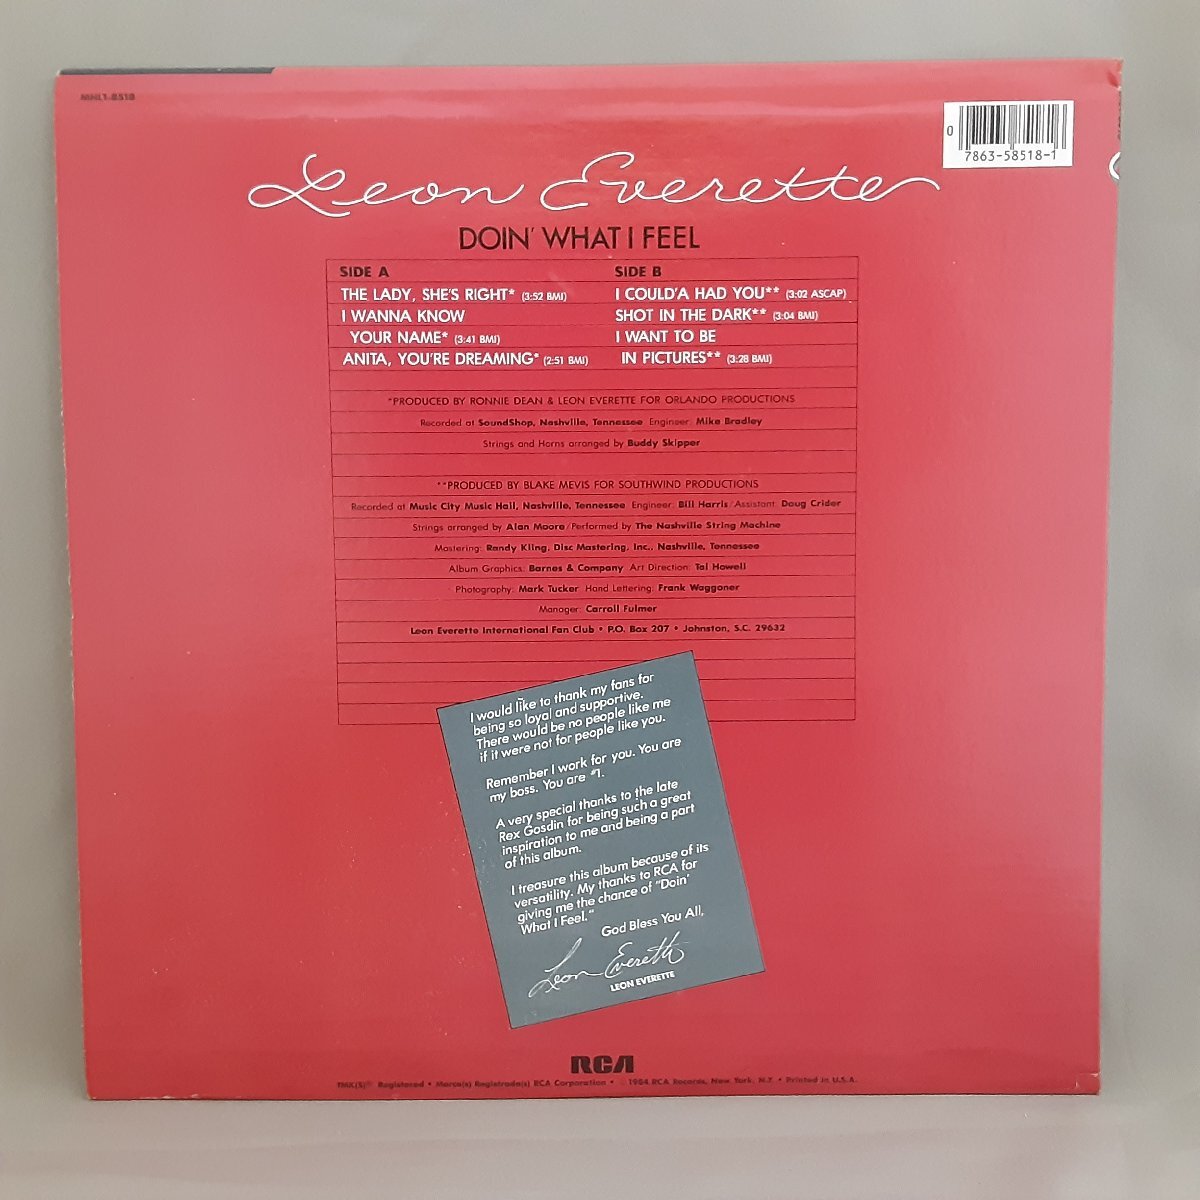 MHL1-8518
0
7863-58518-1
Leon Everette
DOIN' WHAT I FEEL
SIDE A
THE LADY, SHE'S RIGHT* (3:52 BMI)
I WANNA KNOW
YOUR NAME* (3:41 BMI)
ANITA, YOU'RE DREAMING* (2:51 BMI)
SIDE B
I COULD'A HAD YOU** (3:02 ASCAP)
SHOT IN THE DARK** (3:04 BMI)
I WANT TO BE
IN PICTURES** (3:28 BMI)
*PRODUCED BY RONNIE DEAN & LEON EVERETTE FOR ORLANDO PRODUCTIONS
Recorded at SoundShop, Nashville, Tennessee Engineer: Mike Bradley
Strings and Horns arranged by Buddy Skipper
**PRODUCED BY BLAKE MEVIS FOR SOUTHWIND PRODUCTIONS
Recorded at Music City Music Hall, Nashville, Tennessee Engineer: Bill Harris/Assistant: Doug Crider
Strings arranged by Alan Moore/Performed by The Nashville String Machine
Mastering: Randy Kling, Disc Mastering, Inc., Nashville, Tennessee
Album Graphics: Barnes & Company Art Direction: Tal Howell
Photography: Mark Tucker Hand Lettering: Frank Waggoner
Manager: Carroll Fulmer
Leon Everette International Fan Club • P.O. Box 207 • Johnston, S.C. 29832
I would like to thank my fans for
being so loyal and supportive.
There would be no people like me
if it were not for people like you.
Remember I work for you. You are
my boss. You are #1.
A very special thanks to the late
Rex Gosdin for being such a great
inspiration to me and being a part
of this album.
I treasure this album because of its
versatility. My thanks to RCA for
giving me the chance of "Doin'
What I Feel."
God Bless You All,
Leon Everette
LEON EVERETTE
RCA
TMK(S)® Registered • Marca(s) Registrada(s) RCA Corporation • ©1984 RCA Records, New York, N.Y. • Printed in U.S.A.